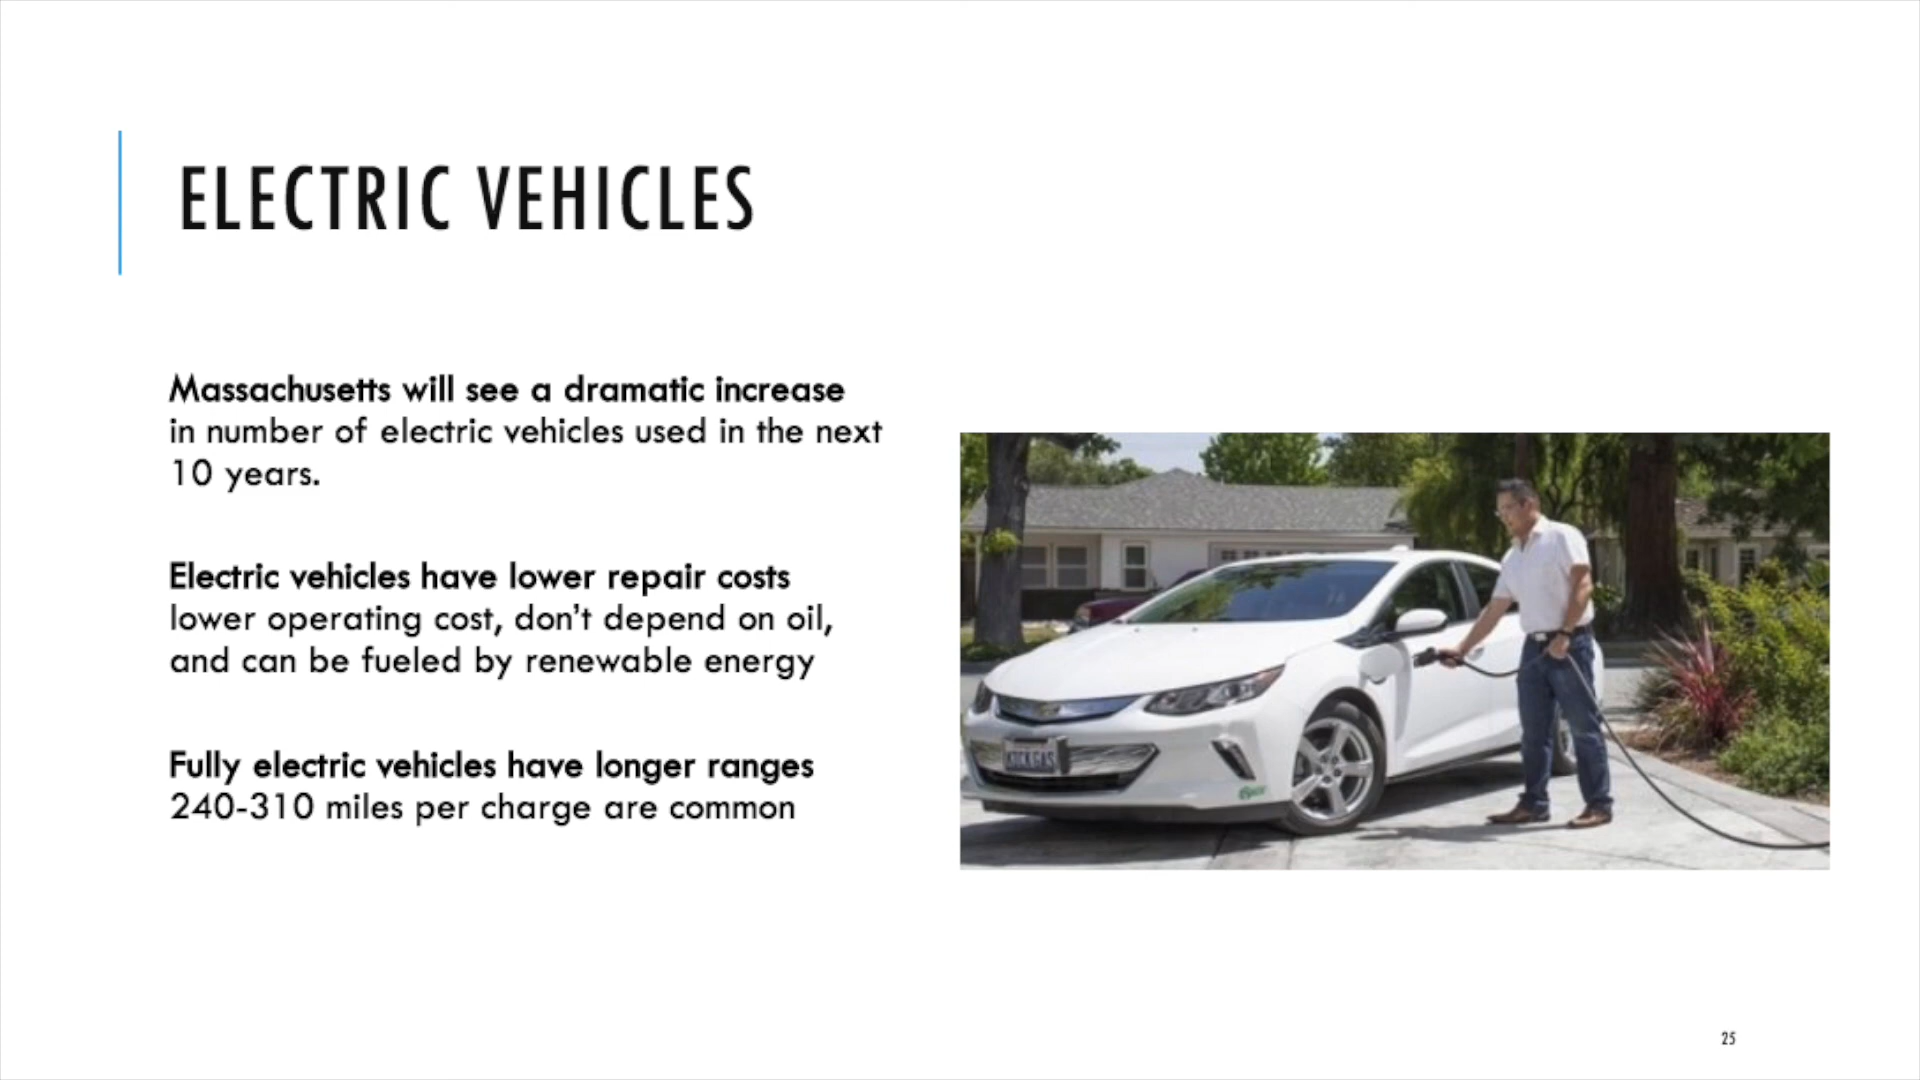 ELECTRIC VEHICLES
Massachusetts will see a dramatic increase
in number of electric vehicles used in the next
10 years.
Electric vehicles have lower repair costs
lower operating cost, don't depend on oil,
and can be fueled by renewable energy
Fully electric vehicles have longer ranges
240-310 miles per charge are common
25